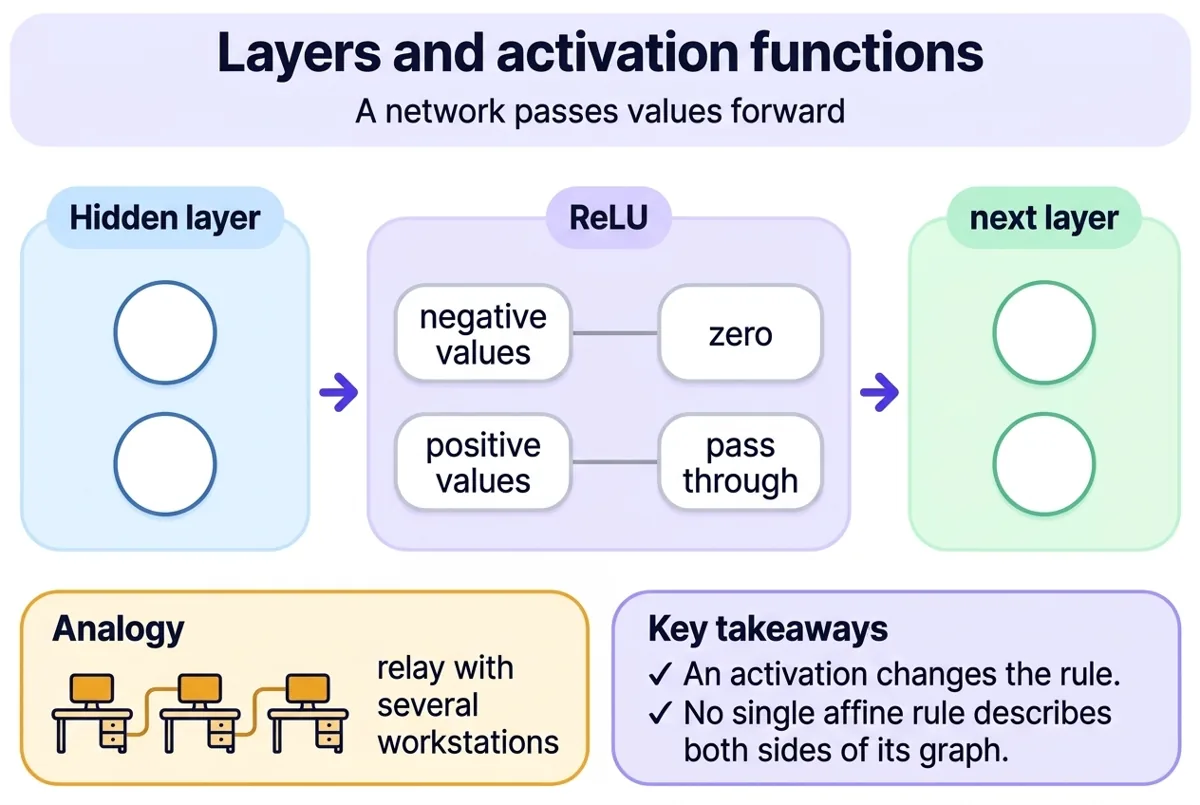 Layers and activation functions
A network passes values forward
Hidden layer
ReLU
next layer
negative
values
zero
positive
values
pass
through
Analogy
relay with
several
workstations
Key takeaways
✓ An activation changes the rule.
✓ No single affine rule describes
both sides of its graph.